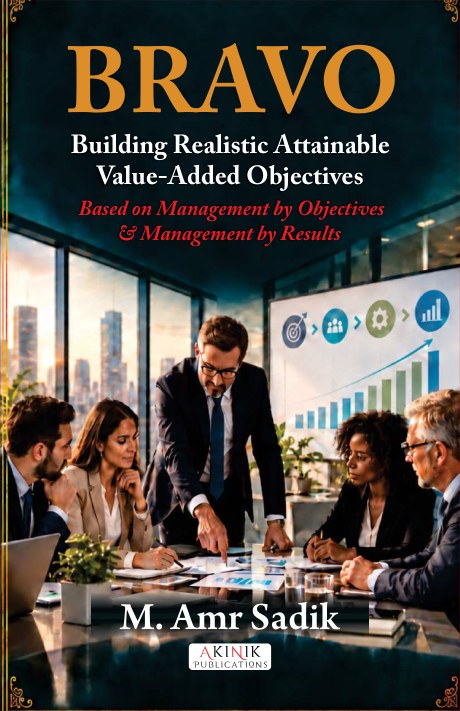 BRAVO
Building Realistic Attainable
Value-Added Objectives
Based on Management by Objectives
& Management by Results
M. Amr Sadik
AKINIK
PUBLICATIONS